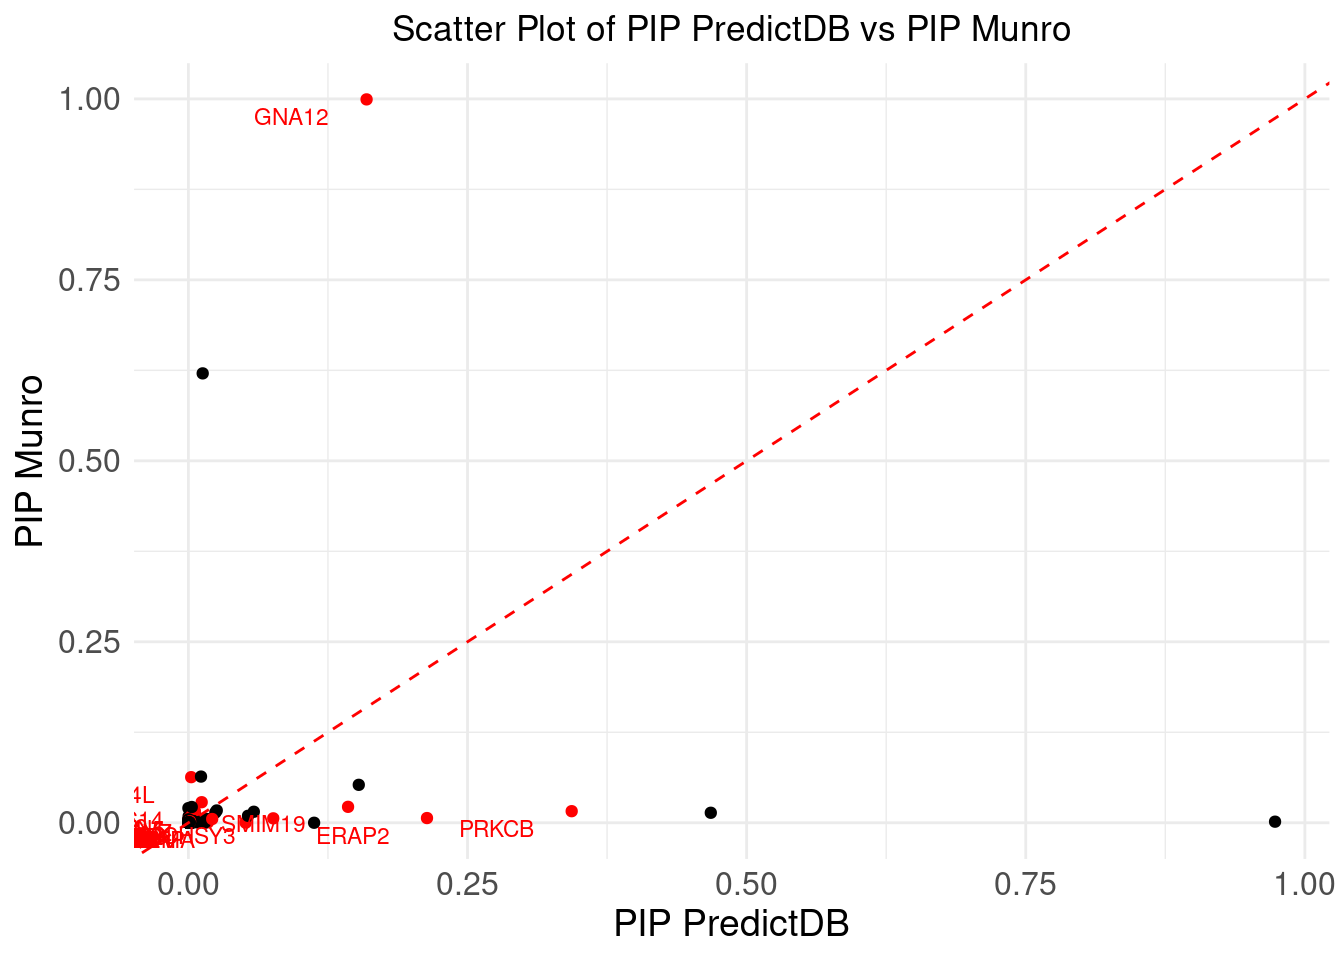 Scatter Plot of PIP PredictDB vs PIP Munro
PIP Munro
1.00
0.75
0.50
0.25
0.00
GNA12
SMIM19
ERAP2
PRKCB
0.00
0.25
0.50
0.75
1.00
PIP PredictDB